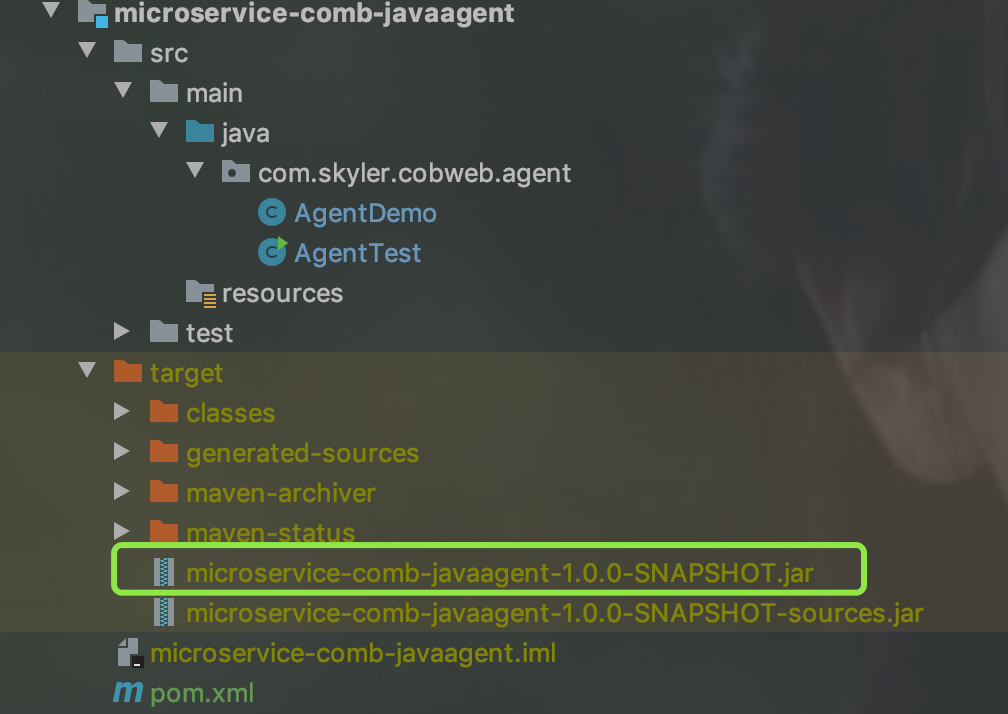 microservice-comb-javaagent
src
main
java
com.skyler.cobweb.agent
C AgentDemo
C AgentTest
resources
test
target
classes
generated-sources
maven-archiver
maven-status
microservice-comb-javaagent-1.0.0-SNAPSHOT.jar
microservice-comb-javaagent-1.0.0-SNAPSHOT-sources.jar
microservice-comb-javaagent.iml
m pom.xml